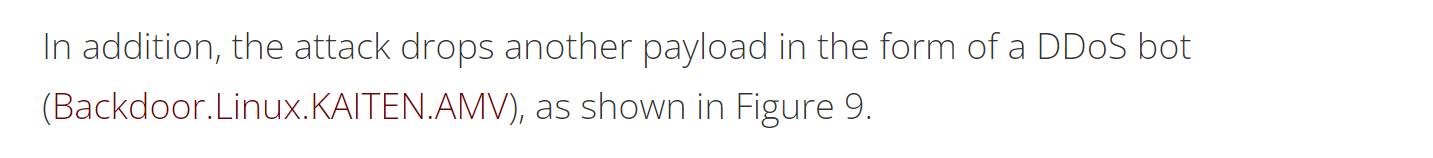 In addition, the attack drops another payload in the form of a DDoS bot
(Backdoor.Linux.KAITEN.AMV), as shown in Figure 9.